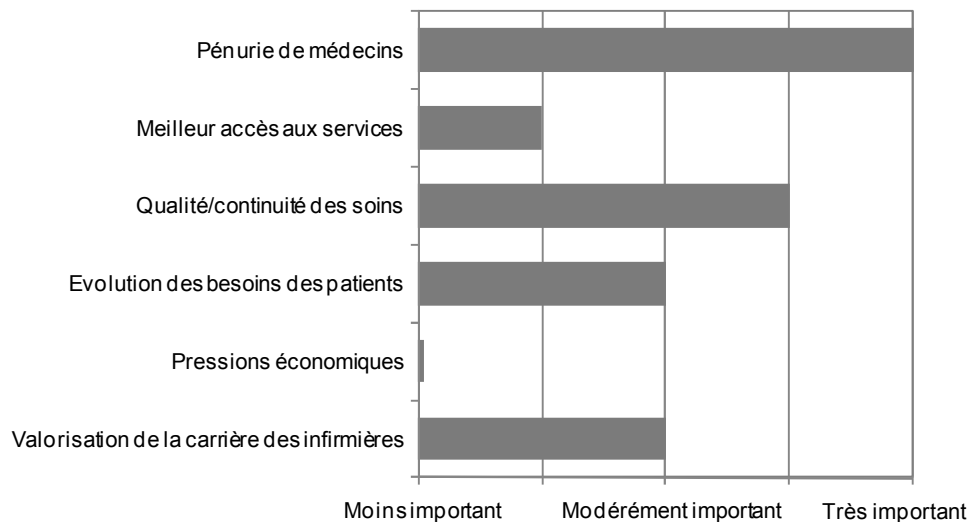 Pénurie de médecins
Meilleur accès aux services
Qualité/continuité des soins
Evolution des besoins des patients
Pressions économiques
Valorisation de la carrière des infirmières
Moins important Modérément important Très important